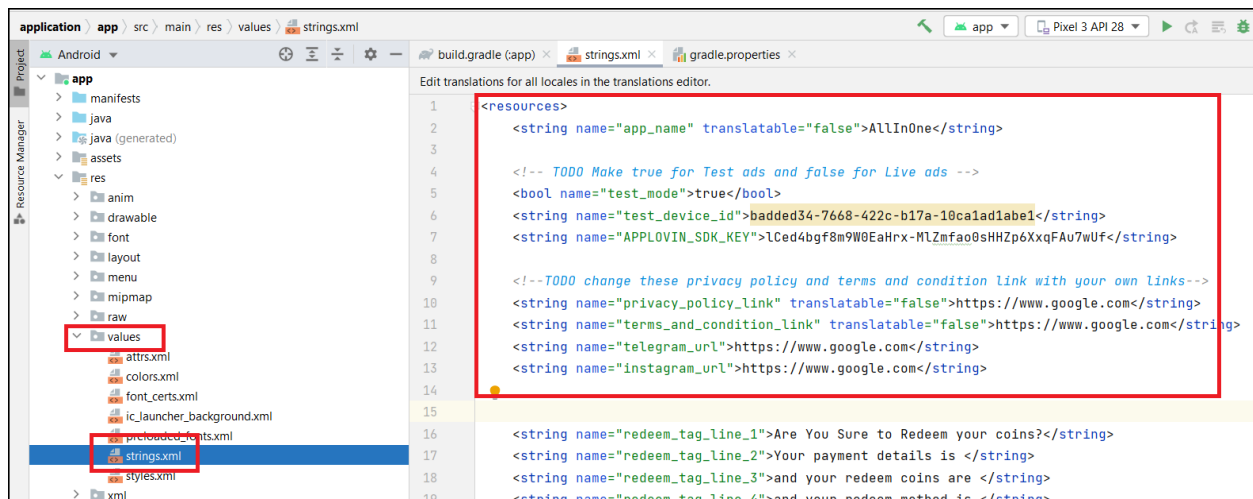 application app src main res values strings.xml app Pixel 3 API 28
Project
Resource Manager
Android
app
manifests
java
java (generated)
assets
res
anim
drawable
font
layout
menu
mipmap
raw
values
attrs.xml
colors.xml
font_certs.xml
ic_launcher_background.xml
preloaded_fonts.xml
strings.xml
styles.xml
xml
build.gradle (:app) strings.xml gradle.properties
Edit translations for all locales in the translations editor.
1 <resources>
2 <string name="app_name" translatable="false">AllInOne</string>
3
4 <!-- TODO Make true for Test ads and false for Live ads -->
5 <bool name="test_mode">true</bool>
6 <string name="test_device_id">badded34-7668-422c-b17a-10ca1ad1abe1</string>
7 <string name="APPLOVIN_SDK_KEY">lCed4bgf8m9W0EaHrx-MlZmfao0sHHZp6XxqFAu7wUf</string>
8
9 <!--TODO change these privacy policy and terms and condition link with your own links-->
10 <string name="privacy_policy_link" translatable="false">https://www.google.com</string>
11 <string name="terms_and_condition_link" translatable="false">https://www.google.com</string>
12 <string name="telegram_url">https://www.google.com</string>
13 <string name="instagram_url">https://www.google.com</string>
14
15
16 <string name="redeem_tag_line_1">Are You Sure to Redeem your coins?</string>
17 <string name="redeem_tag_line_2">Your payment details is </string>
18 <string name="redeem_tag_line_3">and your redeem coins are </string>
19 <string name="redeem_tag_line_4">and your redeem method is </string>